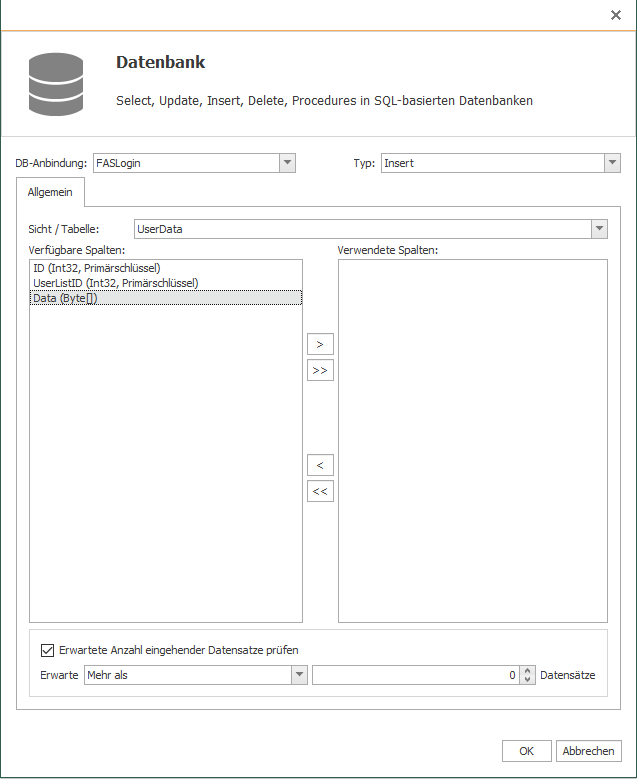 Datenbank
Select, Update, Insert, Delete, Procedures in SQL-basierten Datenbanken
DB-Anbindung: FASLogin Typ: Insert
Allgemein
Sicht / Tabelle: UserData
Verfügbare Spalten: Verwendete Spalten:
ID (Int32, Primärschlüssel)
UserListID (Int32, Primärschlüssel)
Data (Byte[])
>
>>
<
<<
Erwartete Anzahl eingehender Datensatze prüfen
Erwarte Mehr als 0 Datensätze
OK Abbrechen